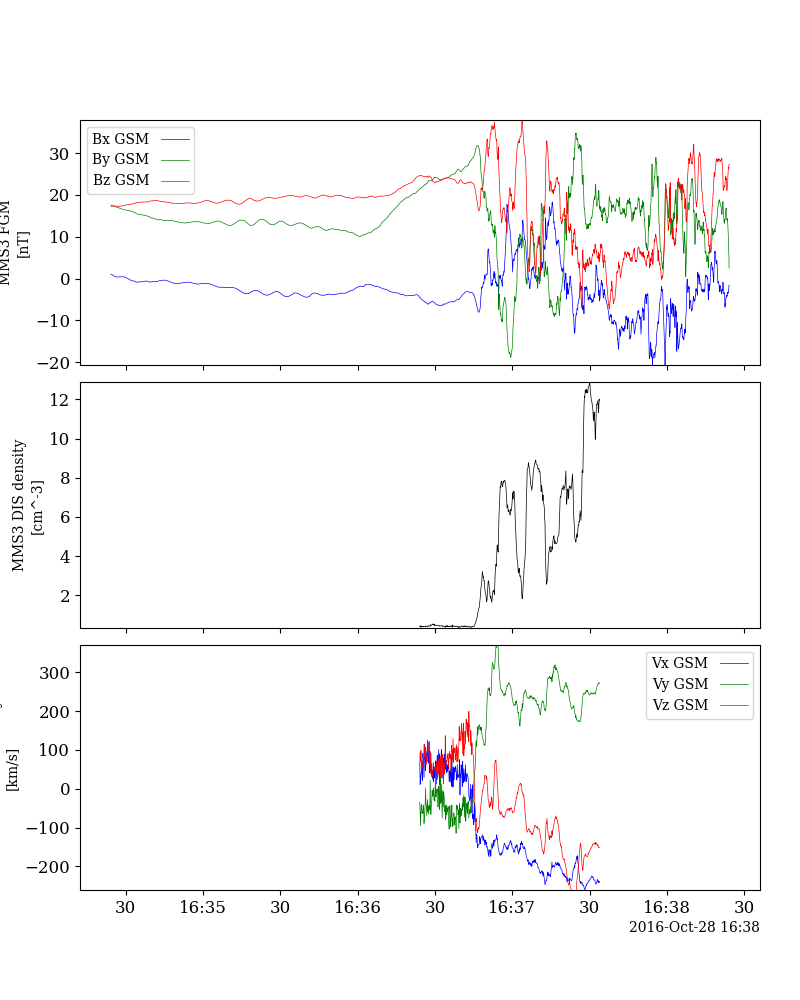 Bx GSM
By GSM
Bz GSM
MMS3 FGM
[nT]
30
20
10
0
−10
−20
MMS3 DIS density
[cm^-3]
12
10
8
6
4
2
Vx GSM
Vy GSM
Vz GSM
[km/s]
300
200
100
0
−100
−200
30 16:35 30 16:36 30 16:37 30 16:38 30
2016-Oct-28 16:38